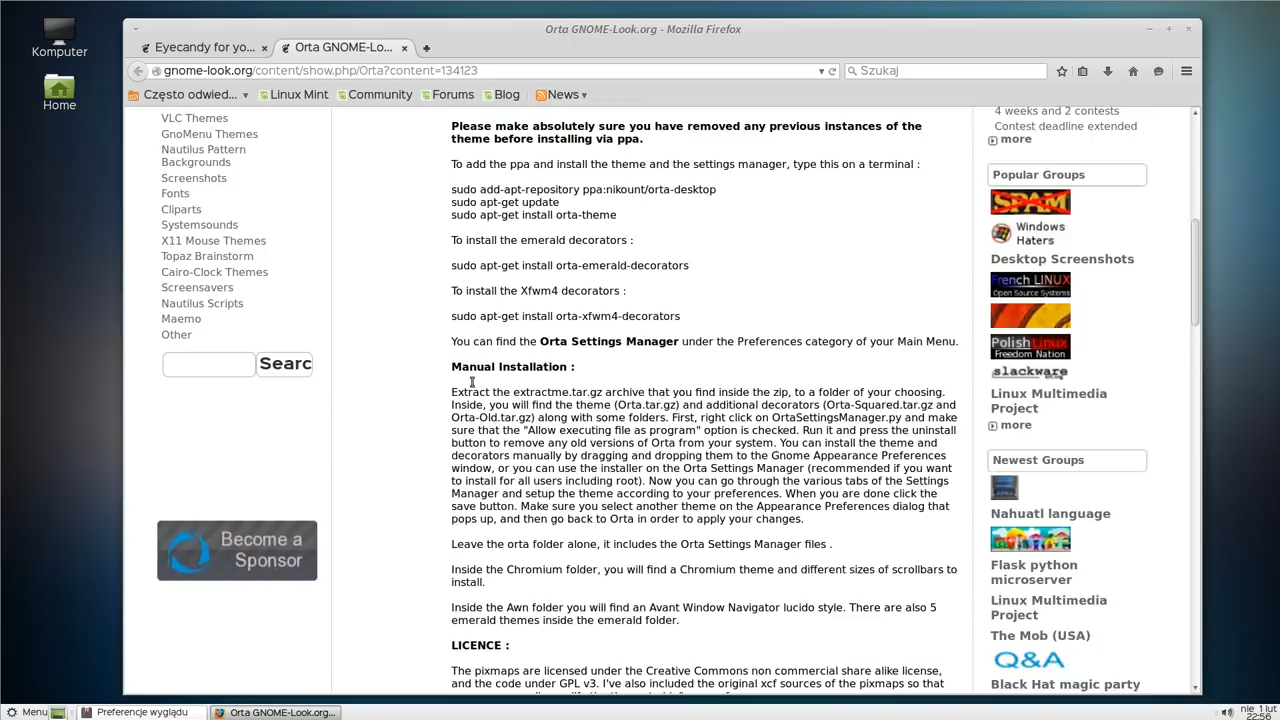 Komputer
Home
Orta GNOME-Look.org - Mozilla Firefox
Eyecandy for yo...
Orta GNOME-Lo...
gnome-look.org/content/show.php/Orta?content=134123
Szukaj
Często odwied...
Linux Mint
Community
Forums
Blog
News
VLC Themes
GnoMenu Themes
Nautilus Pattern
Backgrounds
Screenshots
Fonts
Cliparts
Systemsounds
X11 Mouse Themes
Topaz Brainstorm
Cairo-Clock Themes
Screensavers
Nautilus Scripts
Maemo
Other
Searc
Become a
Sponsor
Please make absolutely sure you have removed any previous instances of the
theme before installing via ppa.
To add the ppa and install the theme and the settings manager, type this on a terminal :
sudo add-apt-repository ppa:nikount/orta-desktop
sudo apt-get update
sudo apt-get install orta-theme
To install the emerald decorators :
sudo apt-get install orta-emerald-decorators
To install the Xfwm4 decorators :
sudo apt-get install orta-xfwm4-decorators
You can find the Orta Settings Manager under the Preferences category of your Main Menu.
Manual Installation :
Extract the extractme.tar.gz archive that you find inside the zip, to a folder of your choosing.
Inside, you will find the theme (Orta.tar.gz) and additional decorators (Orta-Squared.tar.gz and
Orta-Old.tar.gz) along with some folders. First, right click on OrtaSettingsManager.py and make
sure that the "Allow executing file as program" option is checked. Run it and press the uninstall
button to remove any old versions of Orta from your system. You can install the theme and
decorators manually by dragging and dropping them to the Gnome Appearance Preferences
window, or you can use the installer on the Orta Settings Manager (recommended if you want
to install for all users including root). Now you can go through the various tabs of the Settings
Manager and setup the theme according to your preferences. When you are done click the
save button. Make sure you select another theme on the Appearance Preferences dialog that
pops up, and then go back to Orta in order to apply your changes.
Leave the orta folder alone, it includes the Orta Settings Manager files .
Inside the Chromium folder, you will find a Chromium theme and different sizes of scrollbars to
install.
Inside the Awn folder you will find an Avant Window Navigator lucido style. There are also 5
emerald themes inside the emerald folder.
LICENCE :
The pixmaps are licensed under the Creative Commons non commercial share alike license,
and the code under GPL v3. I've also included the original xcf sources of the pixmaps so that
4 weeks and 2 contests
Contest deadline extended
more
Popular Groups
SPAM
Windows
Haters
Desktop Screenshots
French LINUX
Open Source Systems
Polish Linux
Freedom Nation
slackware
Linux Multimedia
Project
more
Newest Groups
Nahuatl language
Flask python
microserver
Linux Multimedia
Project
The Mob (USA)
Q&A
Black Hat magic party
Menu
Preferencje wyglądu
Orta GNOME-Look.org...
nie, 1 lut
22:56